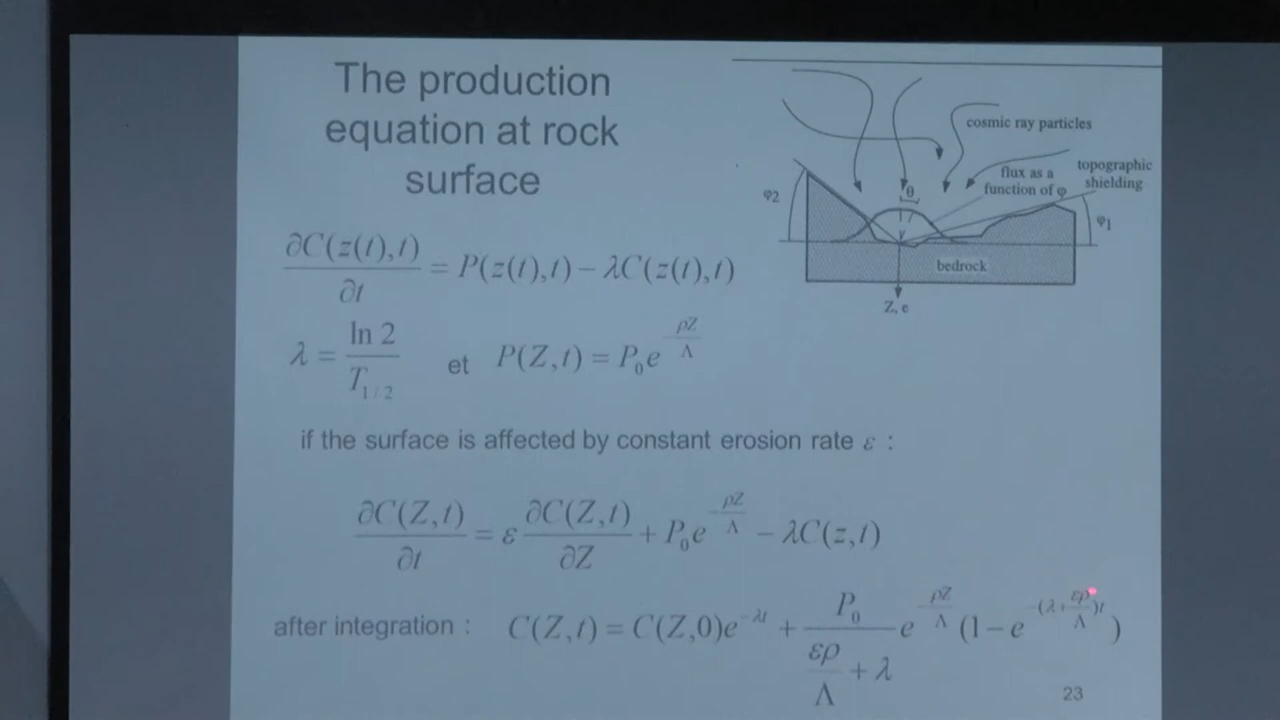 The production
equation at rock
surface
cosmic ray particles
flux as a
function of φ
topographic
shielding
φ2
θ
φ1
bedrock
Z, e
∂C(z(t),t)/∂t = P(z(t),t) − λC(z(t),t)
λ = ln 2/T1/2 et P(Z,t) = P0e^(ρZ/Λ)
if the surface is affected by constant erosion rate ε :
∂C(Z,t)/∂t = ε ∂C(Z,t)/∂Z + P0e^(−ρZ/Λ) − λC(z,t)
after integration : C(Z,t) = C(Z,0)e^(−λt) + P0/(ερ/Λ + λ) e^(−ρZ/Λ) (1−e^(−(λ+ερ/Λ)t))
23